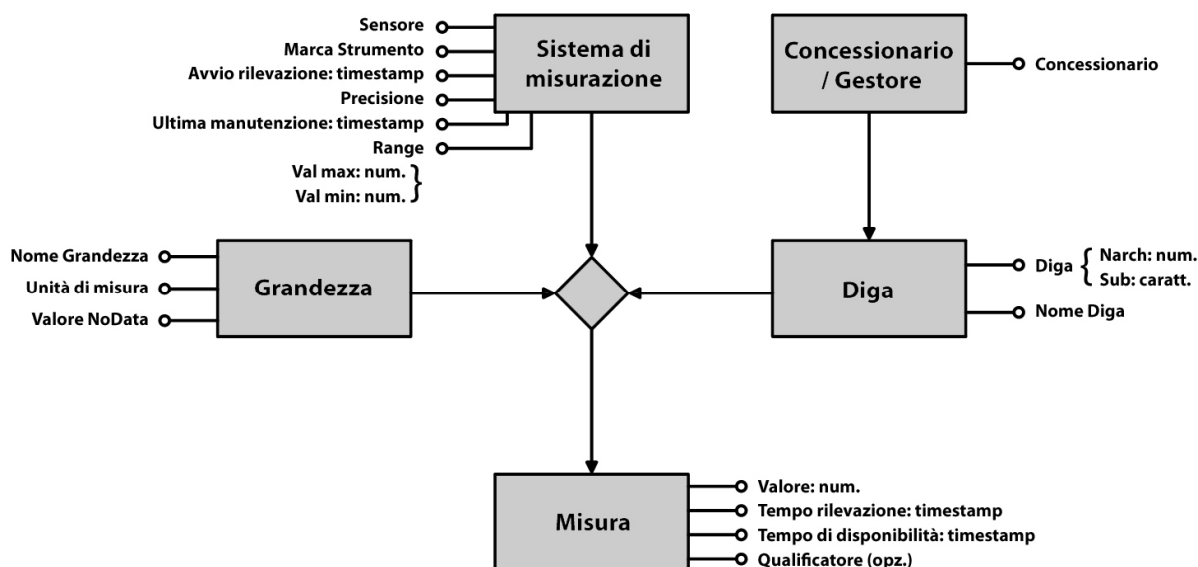 Sensore
Marca Strumento
Avvio rilevazione: timestamp
Precisione
Ultima manutenzione: timestamp
Range
Val max: num.
Val min: num.
Sistema di
misurazione
Concessionario
/ Gestore
Concessionario
Nome Grandezza
Unità di misura
Valore NoData
Grandezza
Diga
Diga
Narch: num.
Sub: caratt.
Nome Diga
Misura
Valore: num.
Tempo rilevazione: timestamp
Tempo di disponibilità: timestamp
Qualificatore (opz.)